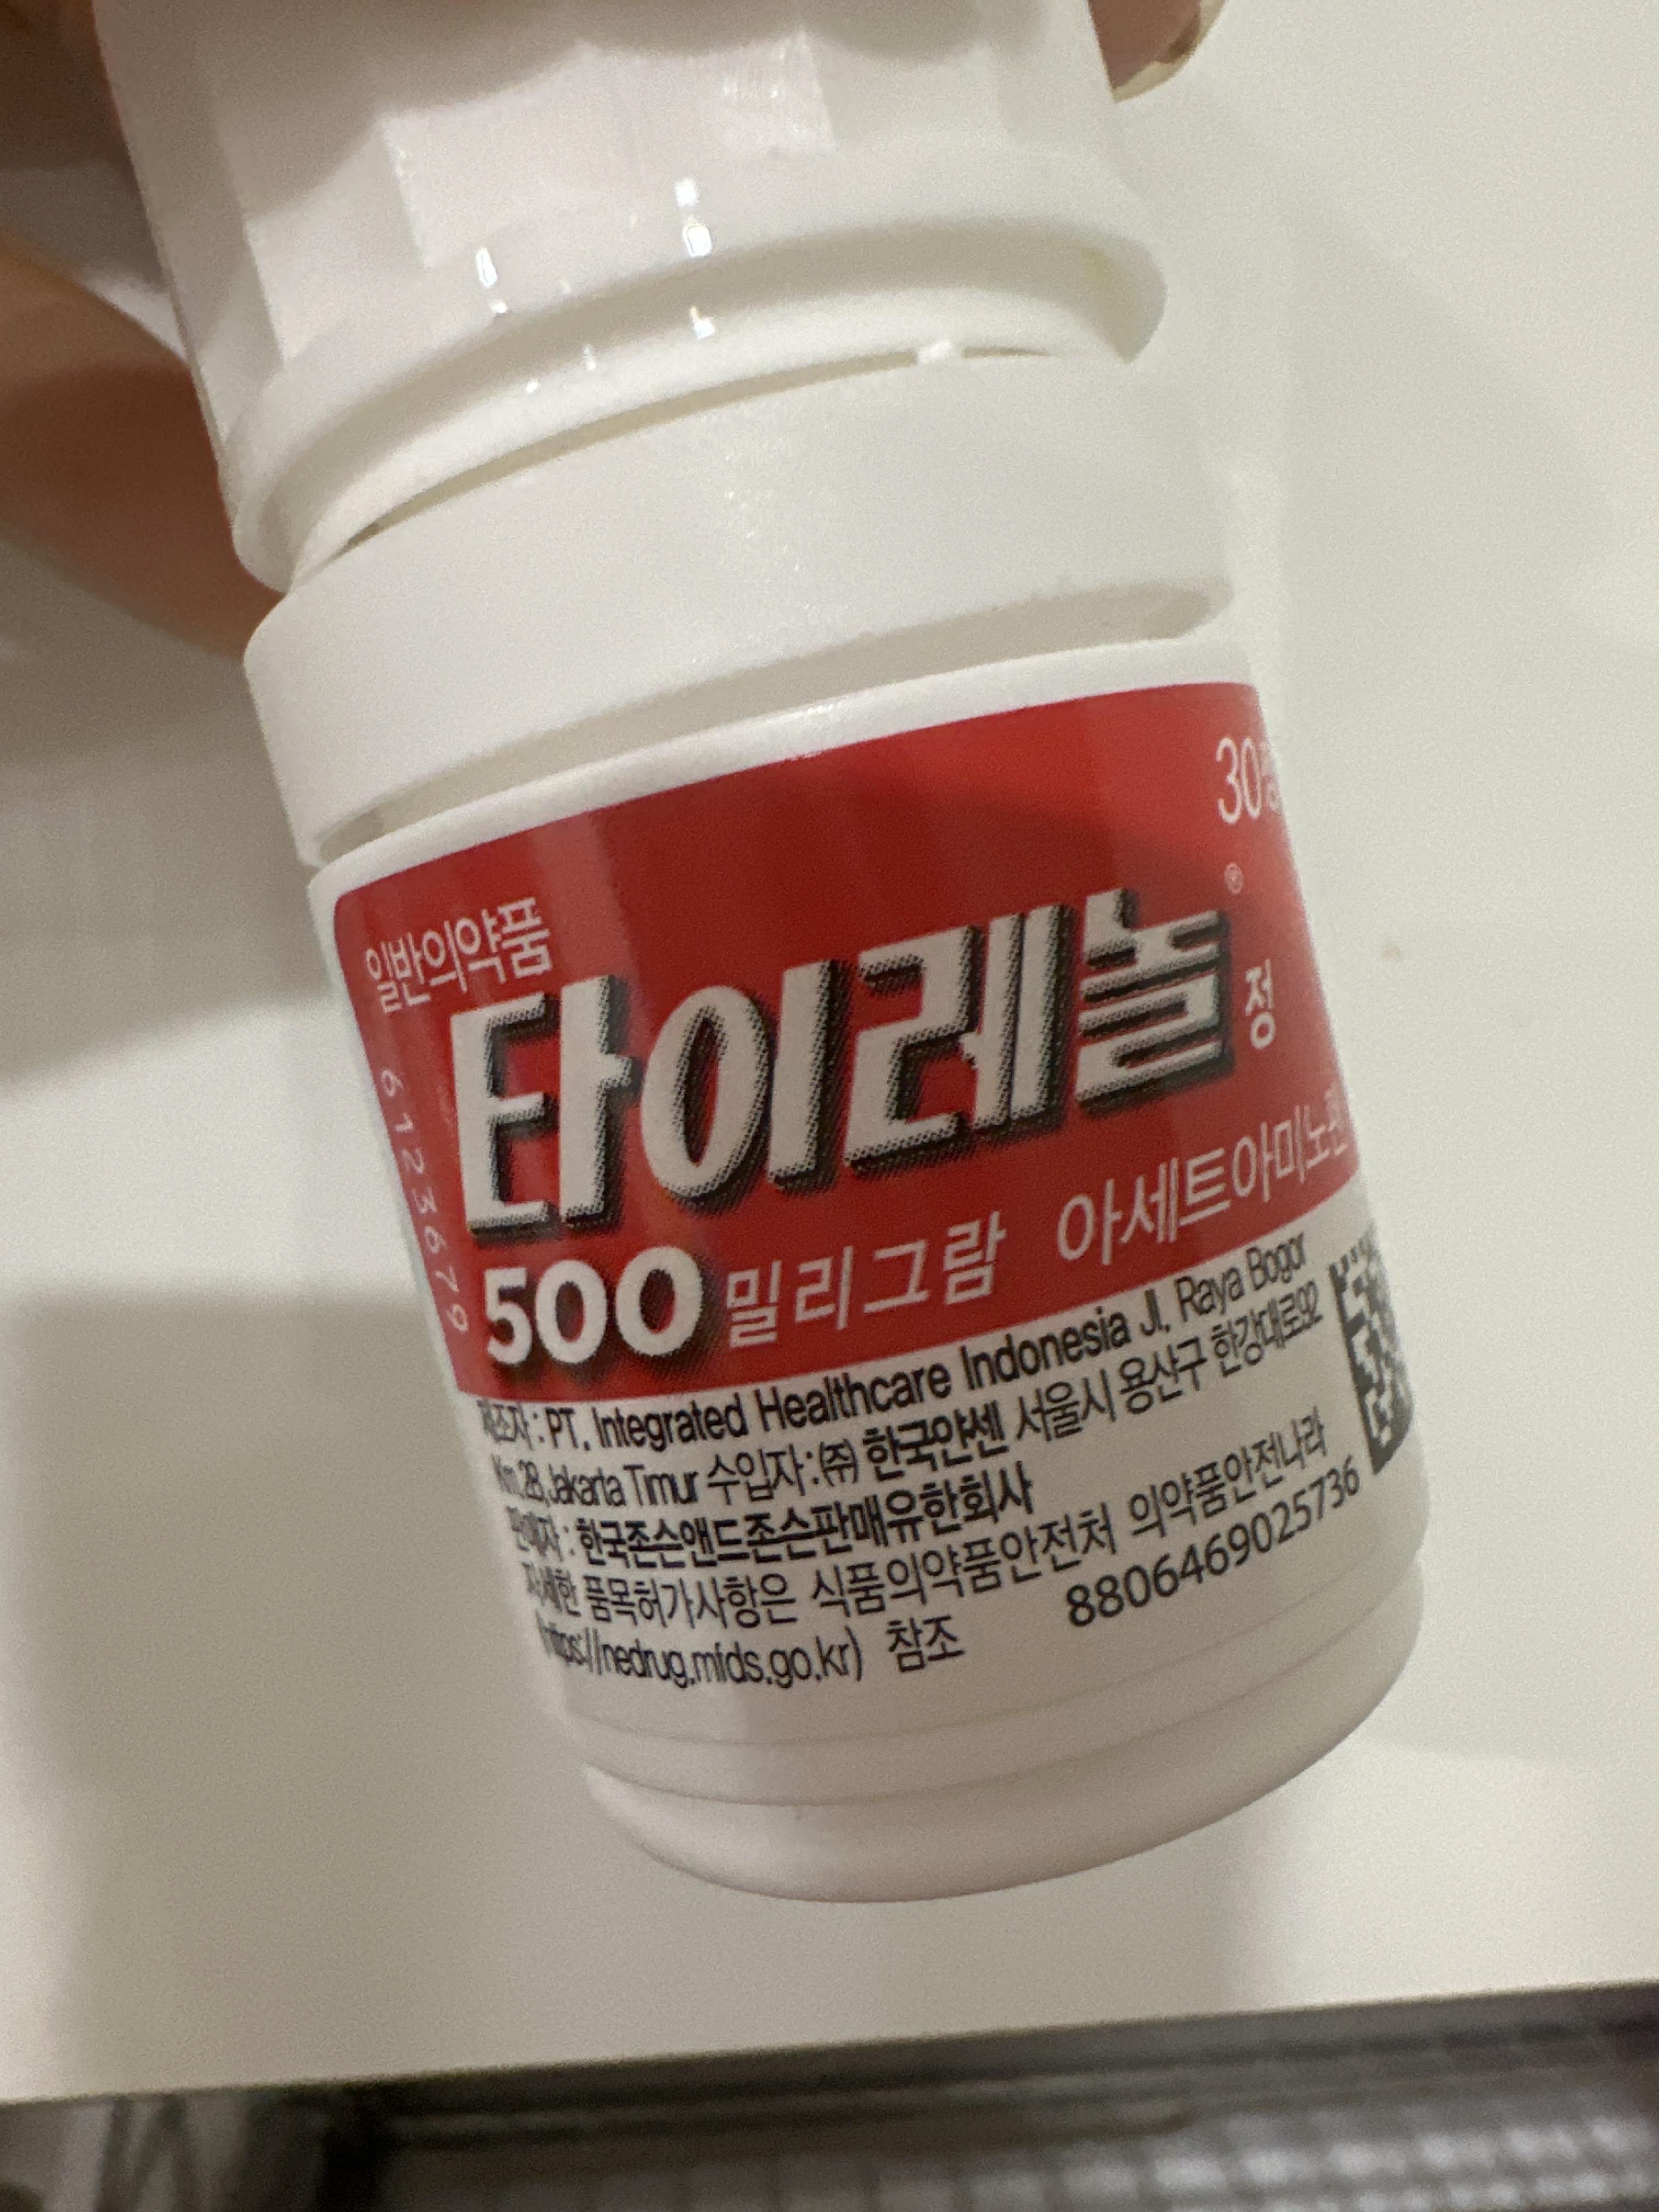 일반의약품
30정
타이레놀® 정
500 밀리그람 아세트아미노펜
6123679
제조자 : PT. Integrated Healthcare Indonesia Jl. Raya Bogor
Km.28, Jakarta Timur 수입자 : ㈜ 한국얀센 서울시 용산구 한강대로92
판매자 : 한국존슨앤드존슨판매유한회사
자세한 품목허가사항은 식품의약품안전처 의약품안전나라
(https://nedrug.mfds.go.kr) 참조
8806469025736